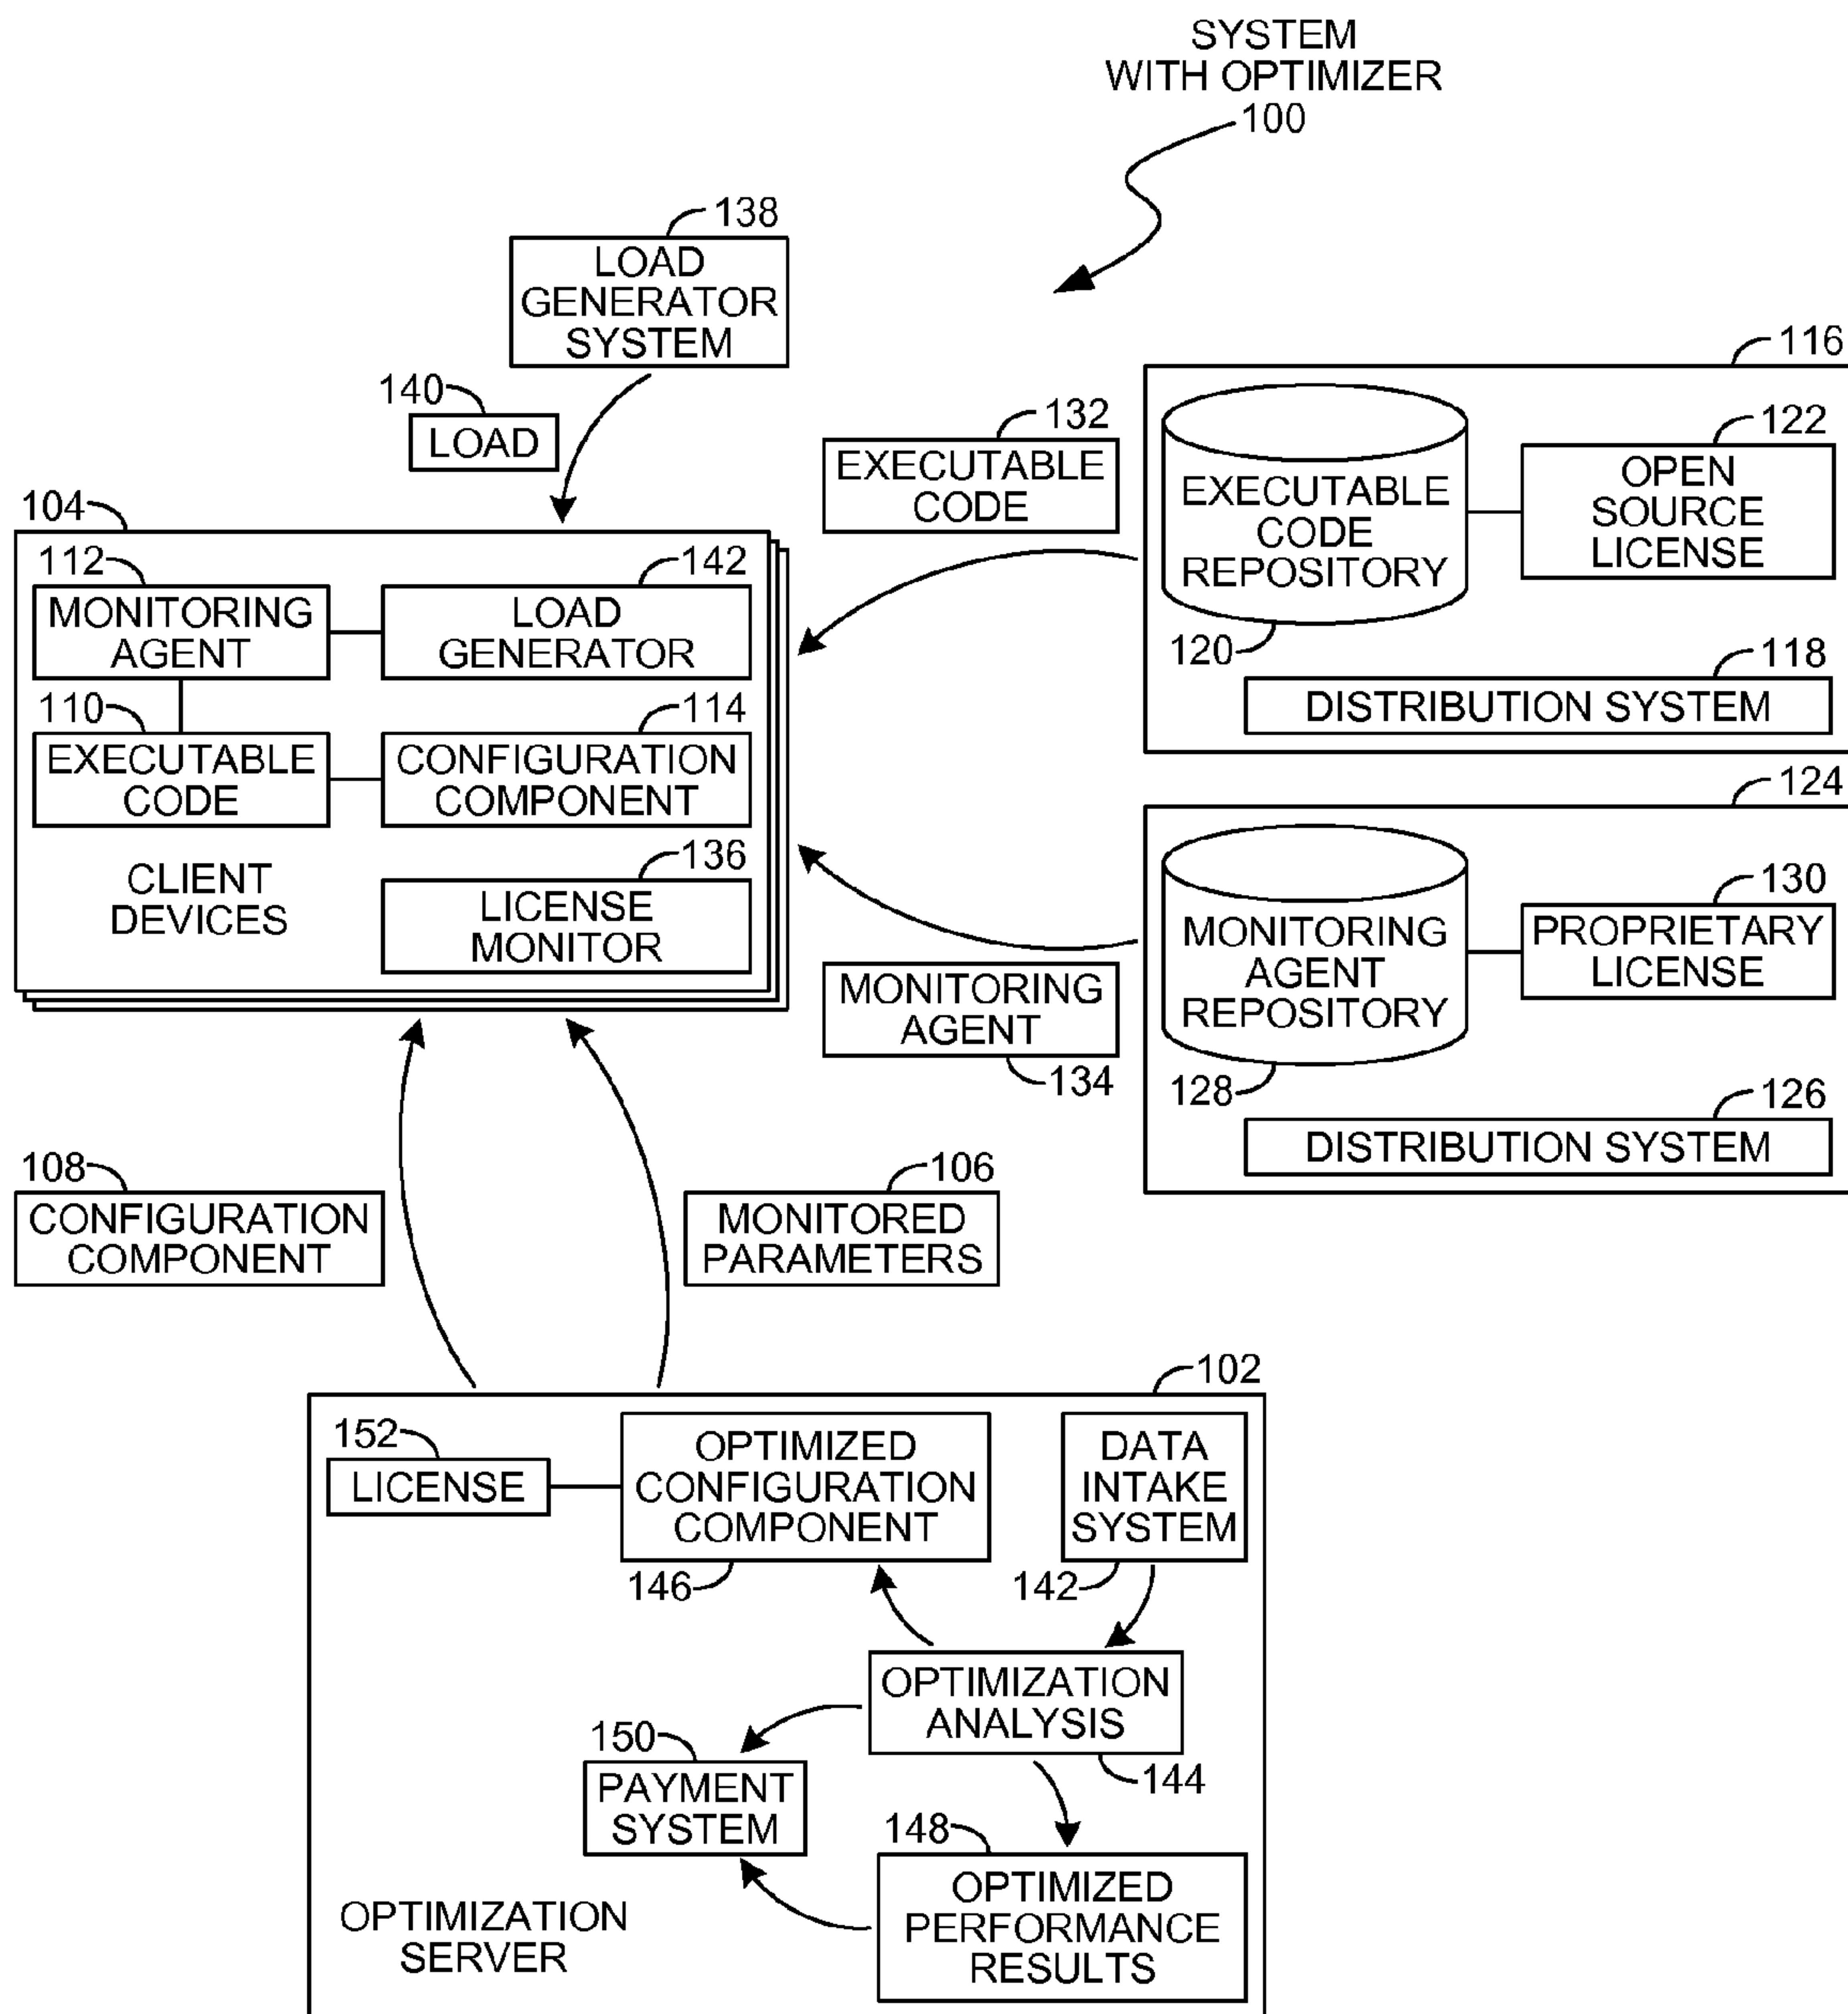 SYSTEM
WITH OPTIMIZER
100
138
LOAD
GENERATOR
SYSTEM
140
LOAD
104
112
MONITORING
AGENT
142
LOAD
GENERATOR
110
EXECUTABLE
CODE
114
CONFIGURATION
COMPONENT
CLIENT
DEVICES
136
LICENSE
MONITOR
132
EXECUTABLE
CODE
116
EXECUTABLE
CODE
REPOSITORY
120
122
OPEN
SOURCE
LICENSE
118
DISTRIBUTION SYSTEM
124
MONITORING
AGENT
REPOSITORY
128
130
PROPRIETARY
LICENSE
126
DISTRIBUTION SYSTEM
MONITORING
AGENT
134
108
CONFIGURATION
COMPONENT
106
MONITORED
PARAMETERS
102
152
LICENSE
OPTIMIZED
CONFIGURATION
COMPONENT
146
DATA
INTAKE
SYSTEM
142
OPTIMIZATION
ANALYSIS
144
150
PAYMENT
SYSTEM
148
OPTIMIZED
PERFORMANCE
RESULTS
OPTIMIZATION
SERVER